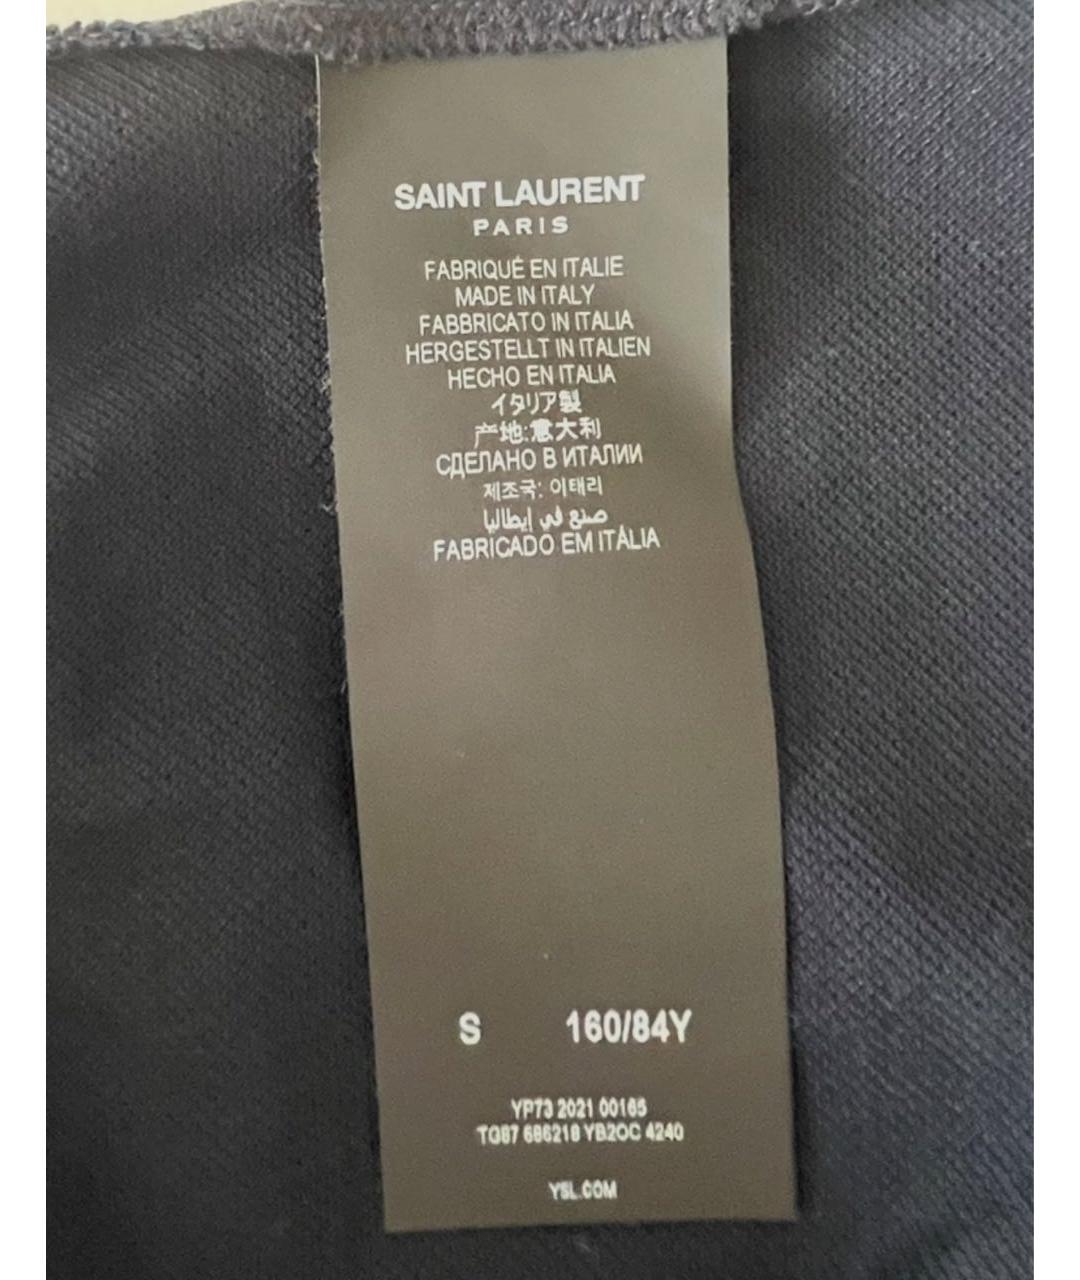 SAINT LAURENT
PARIS
FABRIQUÉ EN ITALIE
MADE IN ITALY
FABBRICATO IN ITALIA
HERGESTELLT IN ITALIEN
HECHO EN ITALIA
イタリア製
产地:意大利
СДЕЛАНО В ИТАЛИИ
제조국: 이태리
صنع في إيطاليا
FABRICADO EM ITÁLIA
S 160/84Y
YP73 2021 00165
TG87 686218 YB2OC 4240
YSL.COM